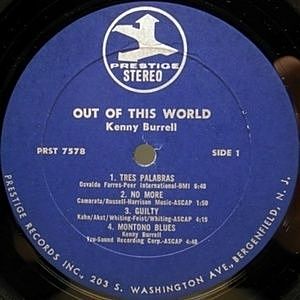 PRESTIGE
STEREO
OUT OF THIS WORLD
Kenny Burrell
PRST 7578
SIDE 1
1. TRES PALABRAS
Osvaldo Farres-Peer International-BMI 6:40
2. NO MORE
Camarata/Russell-Harrison Music-ASCAP 1:50
3. GUILTY
Kahn/Akst/Whiting-Feist/Whiting-ASCAP 4:15
4. MONTONO BLUES
Kenny Burrell
Tru-Sound Recording Corp.-ASCAP 4:40
PRESTIGE RECORDS INC., 203 S. WASHINGTON AVE., BERGENFIELD, N. J.